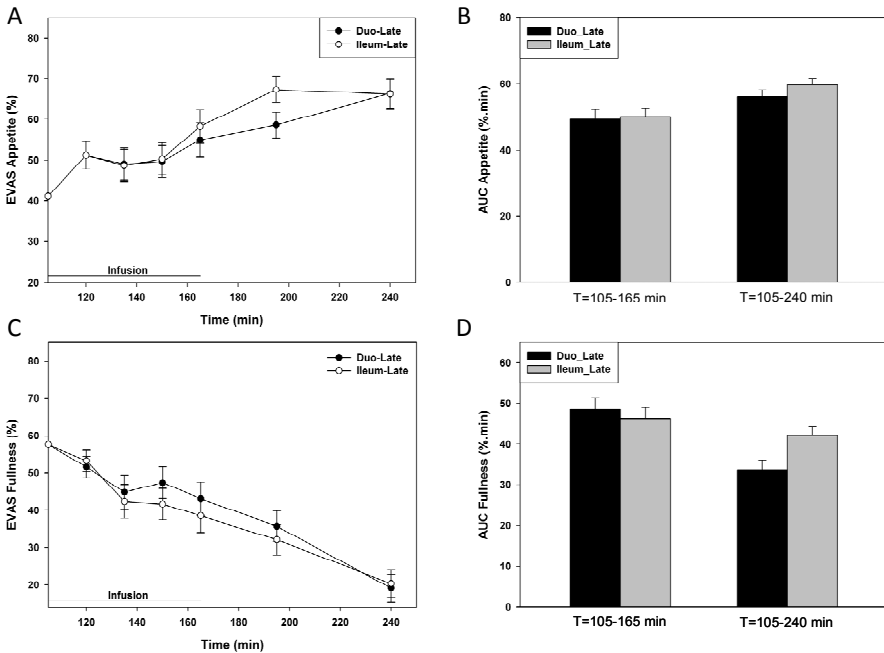 A
Duo-Late
Ileum-Late
EVAS Appetite (%)
80
70
60
50
40
30
20
Infusion
120 140 160 180 200 220 240
Time (min)
B
Duo_Late
Ileum_Late
AUC Appetite (%.min)
80
60
40
20
0
T=105-165 min T=105-240 min
C
Duo-Late
Ileum-Late
EVAS Fullness (%)
80
70
60
50
40
30
20
Infusion
120 140 160 180 200 220 240
Time (min)
D
Duo_Late
Ileum_Late
AUC Fullness (%.min)
60
50
40
30
20
10
0
T=105-165 min T=105-240 min